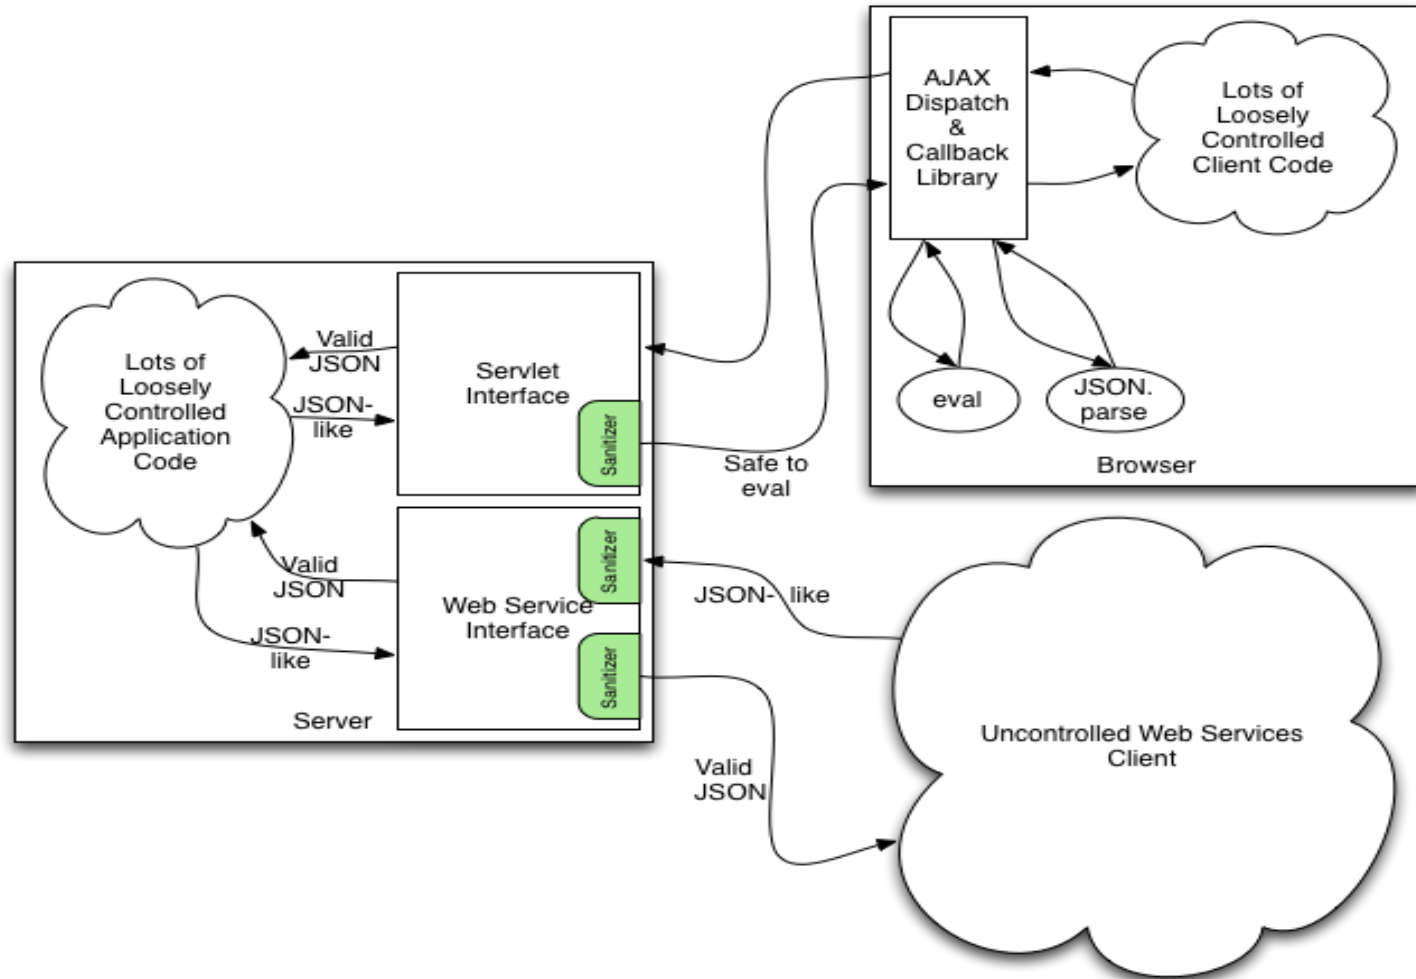 AJAX
Dispatch
&
Callback
Library
Lots of
Loosely
Controlled
Client Code
eval
JSON.
parse
Browser
Lots of
Loosely
Controlled
Application
Code
Valid
JSON
JSON-
like
Servlet
Interface
Sanitizer
Safe to
eval
Valid
JSON
JSON-
like
Web Service
Interface
Sanitizer
Sanitizer
Server
JSON- like
Valid
JSON
Uncontrolled Web Services
Client